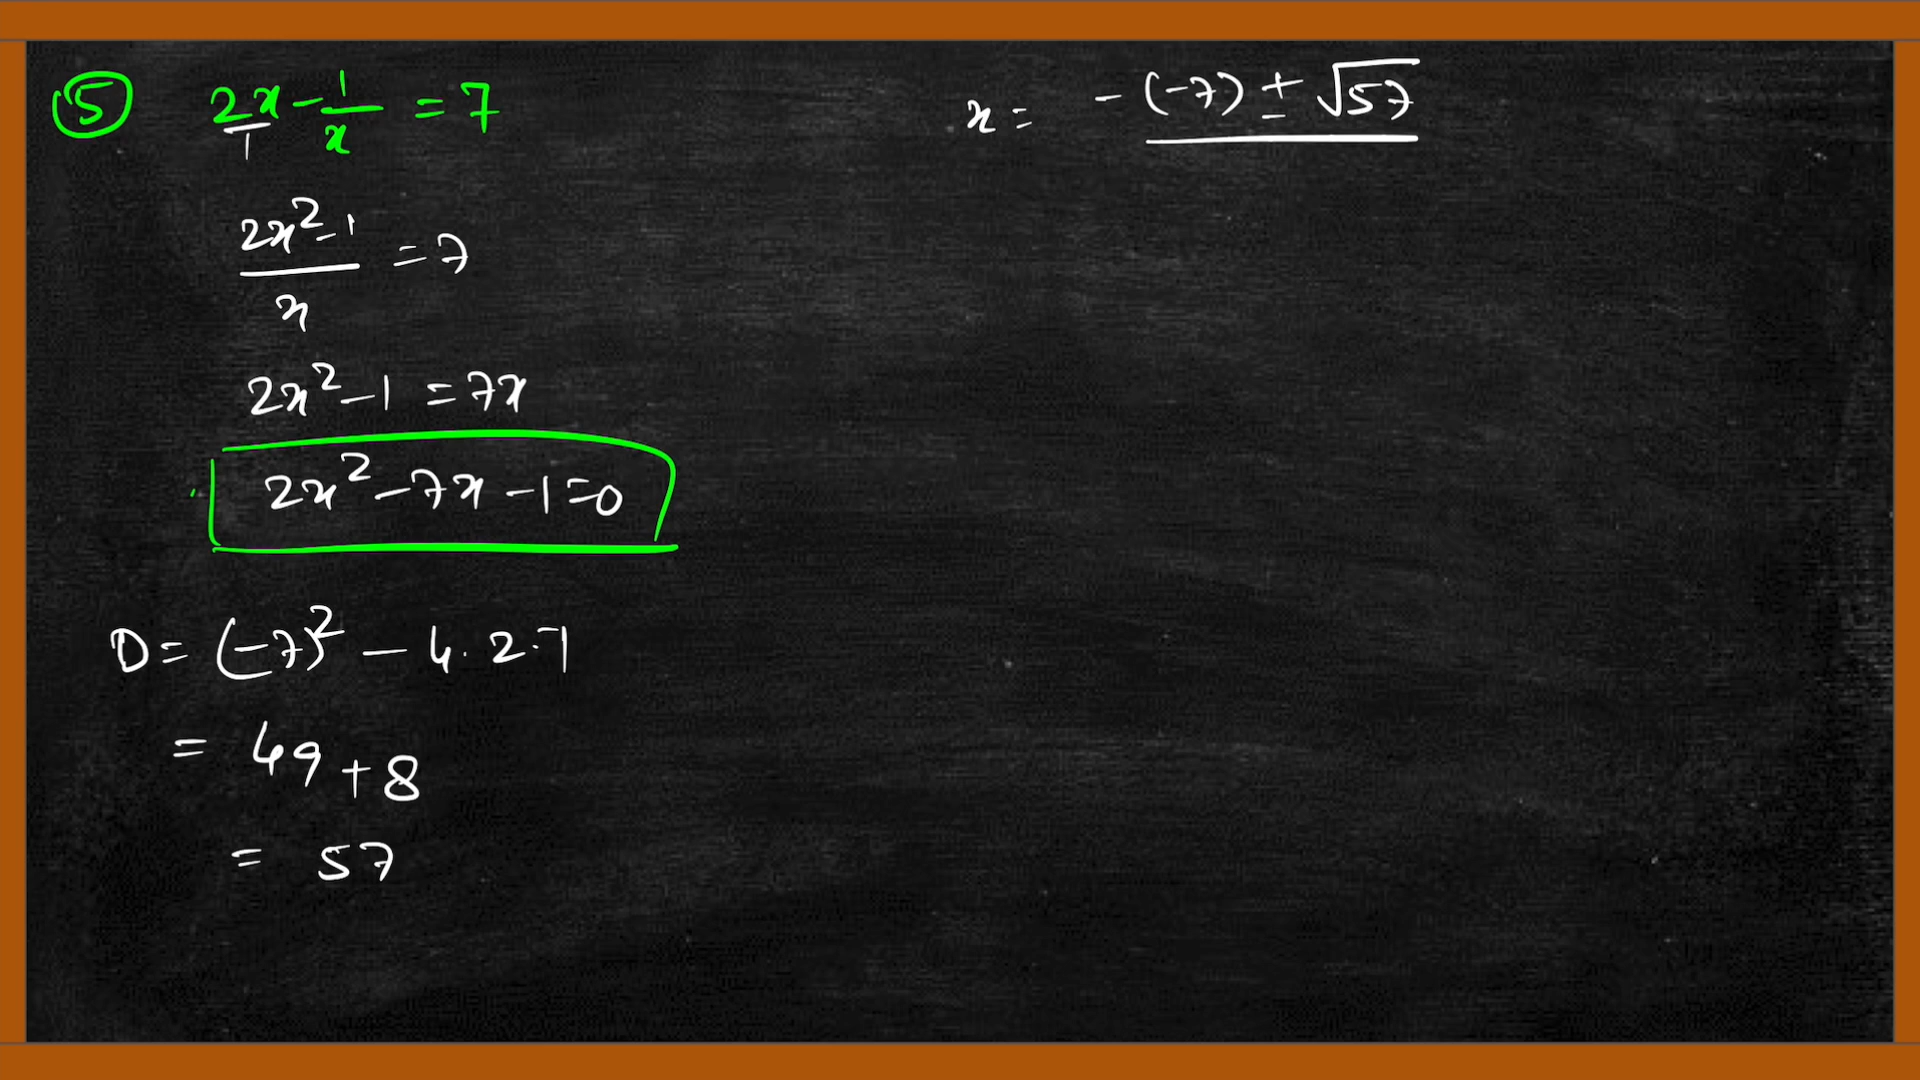 ⑤ 2x/1 - 1/x = 7
(2x² - 1)/x = 7
2x² - 1 = 7x
2x² - 7x - 1 = 0
D = (-7)² - 4 . 2 . -1
= 49 + 8
= 57
x = - (-7) ± √57